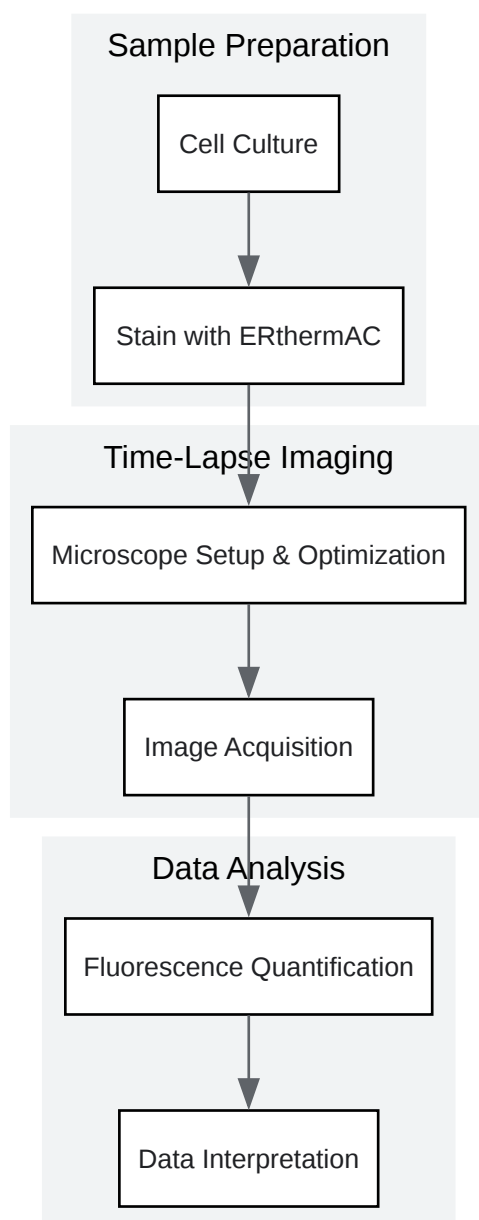 Sample Preparation
Cell Culture
Stain with ERthermAC
Time-Lapse Imaging
Microscope Setup & Optimization
Image Acquisition
Data Analysis
Fluorescence Quantification
Data Interpretation